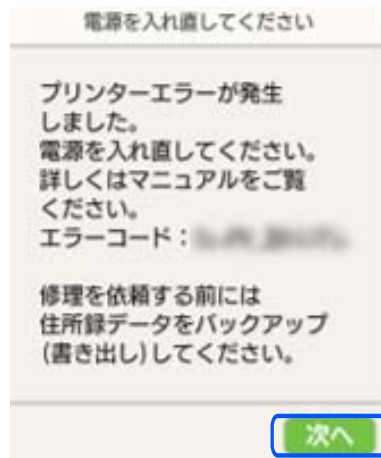 電源を入れ直してください
プリンターエラーが発生
しました。
電源を入れ直してください。
詳しくはマニュアルをご覧
ください。
エラーコード：
修理を依頼する前には
住所録データをバックアップ
(書き出し)してください。
次へ